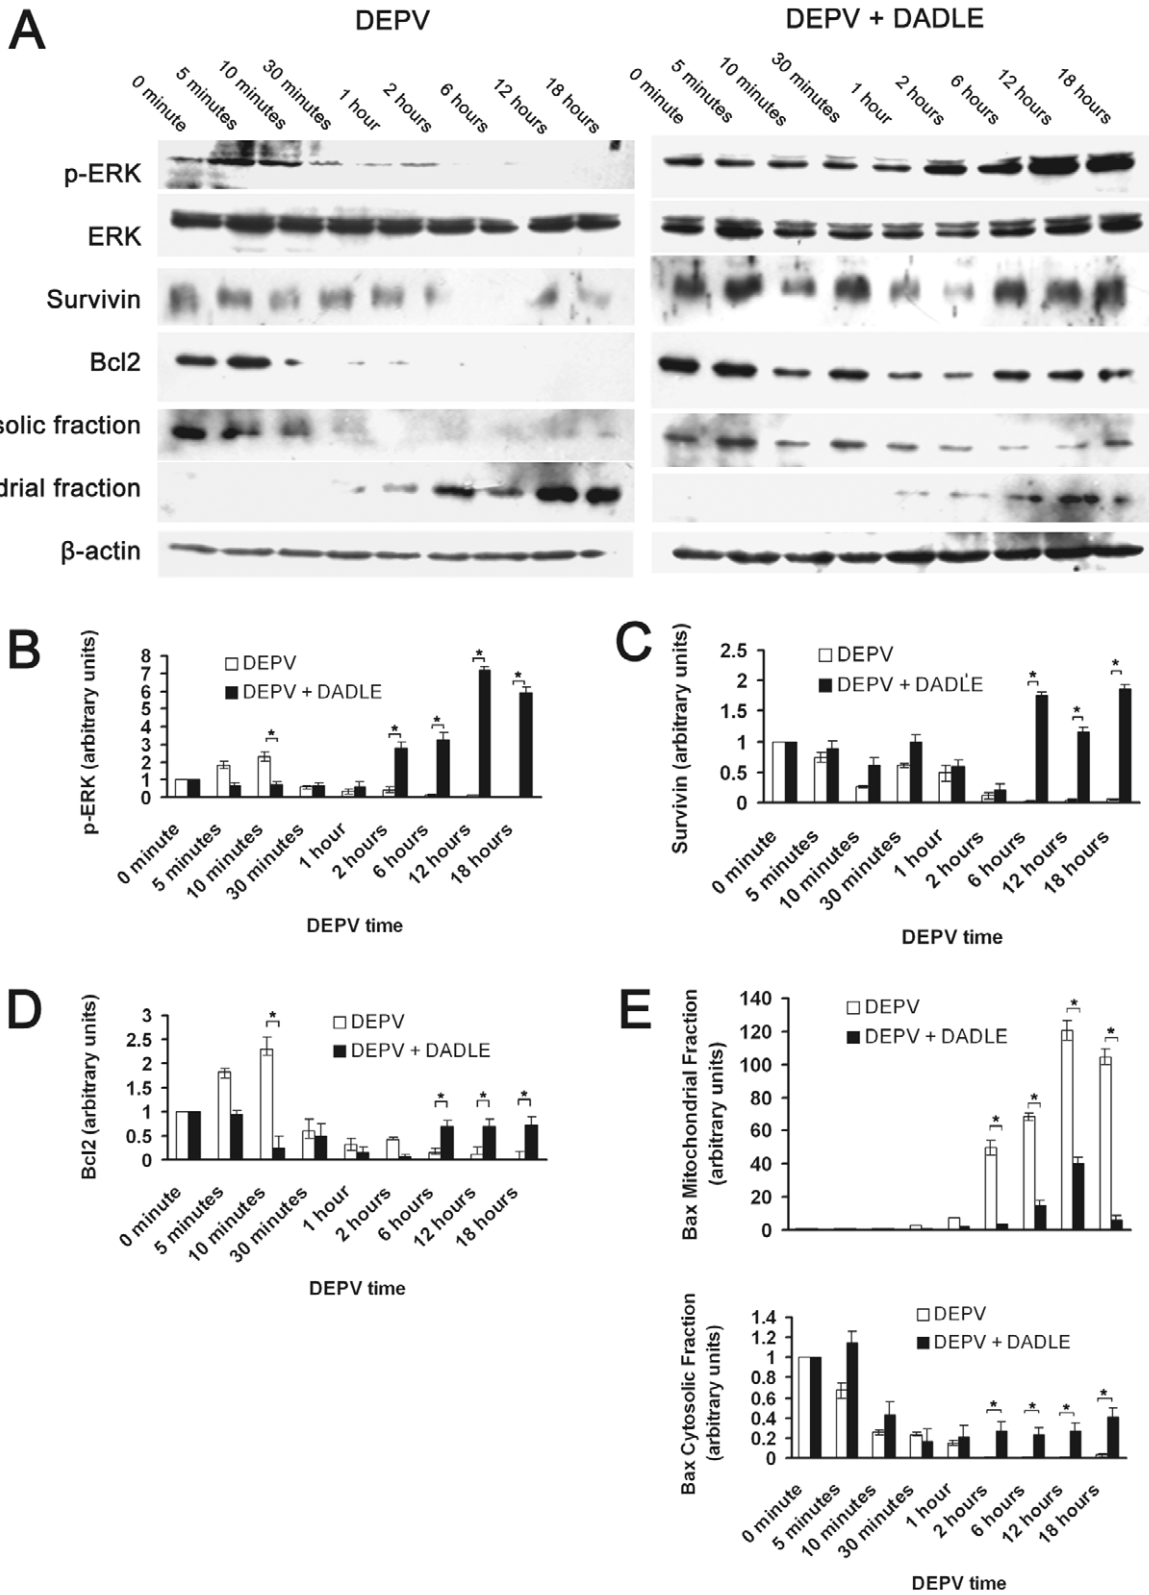 A
DEPV
DEPV + DADLE
0 minute
5 minutes
10 minutes
30 minutes
1 hour
2 hours
6 hours
12 hours
18 hours
0 minute
5 minutes
10 minutes
30 minutes
1 hour
2 hours
6 hours
12 hours
18 hours
p-ERK
ERK
Survivin
Bcl2
solic fraction
drial fraction
β-actin
B
p-ERK (arbitrary units)
8
7
6
5
4
3
2
1
0
DEPV
DEPV + DADLE
*
*
*
*
*
0 minute
5 minutes
10 minutes
30 minutes
1 hour
2 hours
6 hours
12 hours
18 hours
DEPV time
C
Survivin (arbitrary units)
2.5
2
1.5
1
0.5
0
DEPV
DEPV + DADLE
*
*
*
0 minute
5 minutes
10 minutes
30 minutes
1 hour
2 hours
6 hours
12 hours
18 hours
DEPV time
D
Bcl2 (arbitrary units)
3
2.5
2
1.5
1
0.5
0
DEPV
DEPV + DADLE
*
*
*
*
0 minute
5 minutes
10 minutes
30 minutes
1 hour
2 hours
6 hours
12 hours
18 hours
DEPV time
E
Bax Mitochondrial Fraction
(arbitrary units)
140
120
100
80
60
40
20
0
DEPV
DEPV + DADLE
*
*
*
*
Bax Cytosolic Fraction
(arbitrary units)
1.4
1.2
1
0.8
0.6
0.4
0.2
0
DEPV
DEPV + DADLE
*
*
*
*
0 minute
5 minutes
10 minutes
30 minutes
1 hour
2 hours
6 hours
12 hours
18 hours
DEPV time